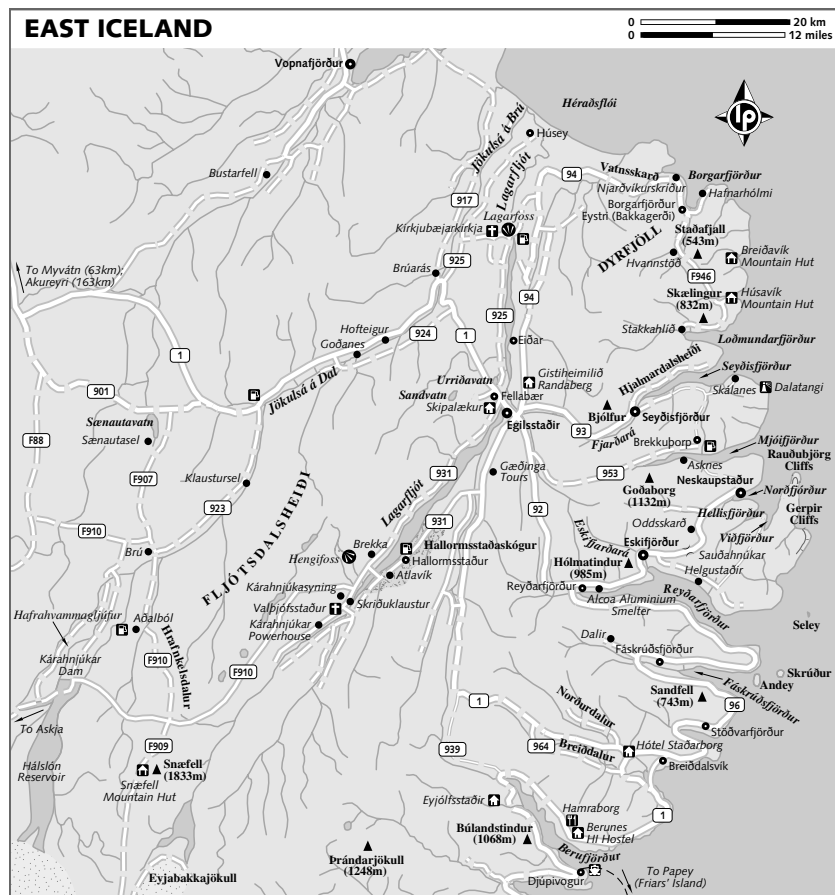 EAST ICELAND
0 20 km
0 12 miles
Vopnafjörður
Héraðsflói
lp
Jökulsá á Brú
Húsey
Lagarfljót
94
Vatnsskarð
Borgarfjörður
Njarðvíkurskriður
Hafnarhólmi
Bustarfell
917
Lagarfoss
Kirkjubæjarkirkja
Borgarfjörður
Eystri (Bakkagerði)
Staðafjall
(543m)
DYRFJÖLL
Hvannstóð
Breiðavík
Mountain Hut
To Mývatn (63km);
Akureyri (163km)
925
Brúarás
F946
Skælingur
(832m)
Húsavík
Mountain Hut
94
925
1
924
Hofteigur
Goðanes
Stakkahlíð
Loðmundarfjörður
1
Eiðar
Urriðavatn
Gistiheimilið
Randaberg
Hjalmardalsheiði
Seyðisfjörður
901
Jökulsá á Dal
Sandvatn
Fellabær
Skipalækur
Egilsstaðir
Bjólfur
Seyðisfjörður
Skálanes
Dalatangi
Sænautavatn
Sænautasel
F88
93
Fjarðará
Brekkuþorp
Mjóifjörður
Rauðubjörg
Cliffs
Klaustursel
F907
931
Gæðinga
Tours
953
Asknes
Neskaupstaður
Norðfjörður
Goðaborg
(1132m)
923
FLJÓTSDALSHEIÐI
Lagarfljót
92
Hellisfjörður
Gerpir
Cliffs
931
Oddsskarð
Viðfjörður
F910
Brú
Brekka
Hengifoss
Hallormsstaðaskógur
Hallormsstaður
Eskifjarðará
Eskifjörður
Sauðahnúkar
Hólmatindur
(985m)
Helgustaðir
Atlavík
Kárahnjúkasyning
Valþjófsstaður
Skriðuklaustur
Reyðarfjörður
Alcoa Aluminium
Smelter
Reyðarfjörður
Hafrahvammagljúfur
Aðalból
Kárahnjúkar
Powerhouse
Seley
Kárahnjúkar
Dam
Hrafnkelsdalur
F910
F910
Dalir
Fáskrúðsfjörður
Skrúður
Andey
Fáskrúðsfjörður
Sandfell
(743m)
96
To Askja
1
Norðurdalur
Stöðvarfjörður
F909
939
964
Breiðdalur
Hótel Staðarborg
Breiðdalsvík
Hálslón
Reservoir
Snæfell
(1833m)
Snæfell
Mountain Hut
Eyjólfsstaðir
Hamraborg
1
Búlandstindur
(1068m)
Berunes
HI Hostel
Þrándarjökull
(1248m)
Berufjörður
Eyjabakkajökull
Djúpivogur
To Papey
(Friars' Island)